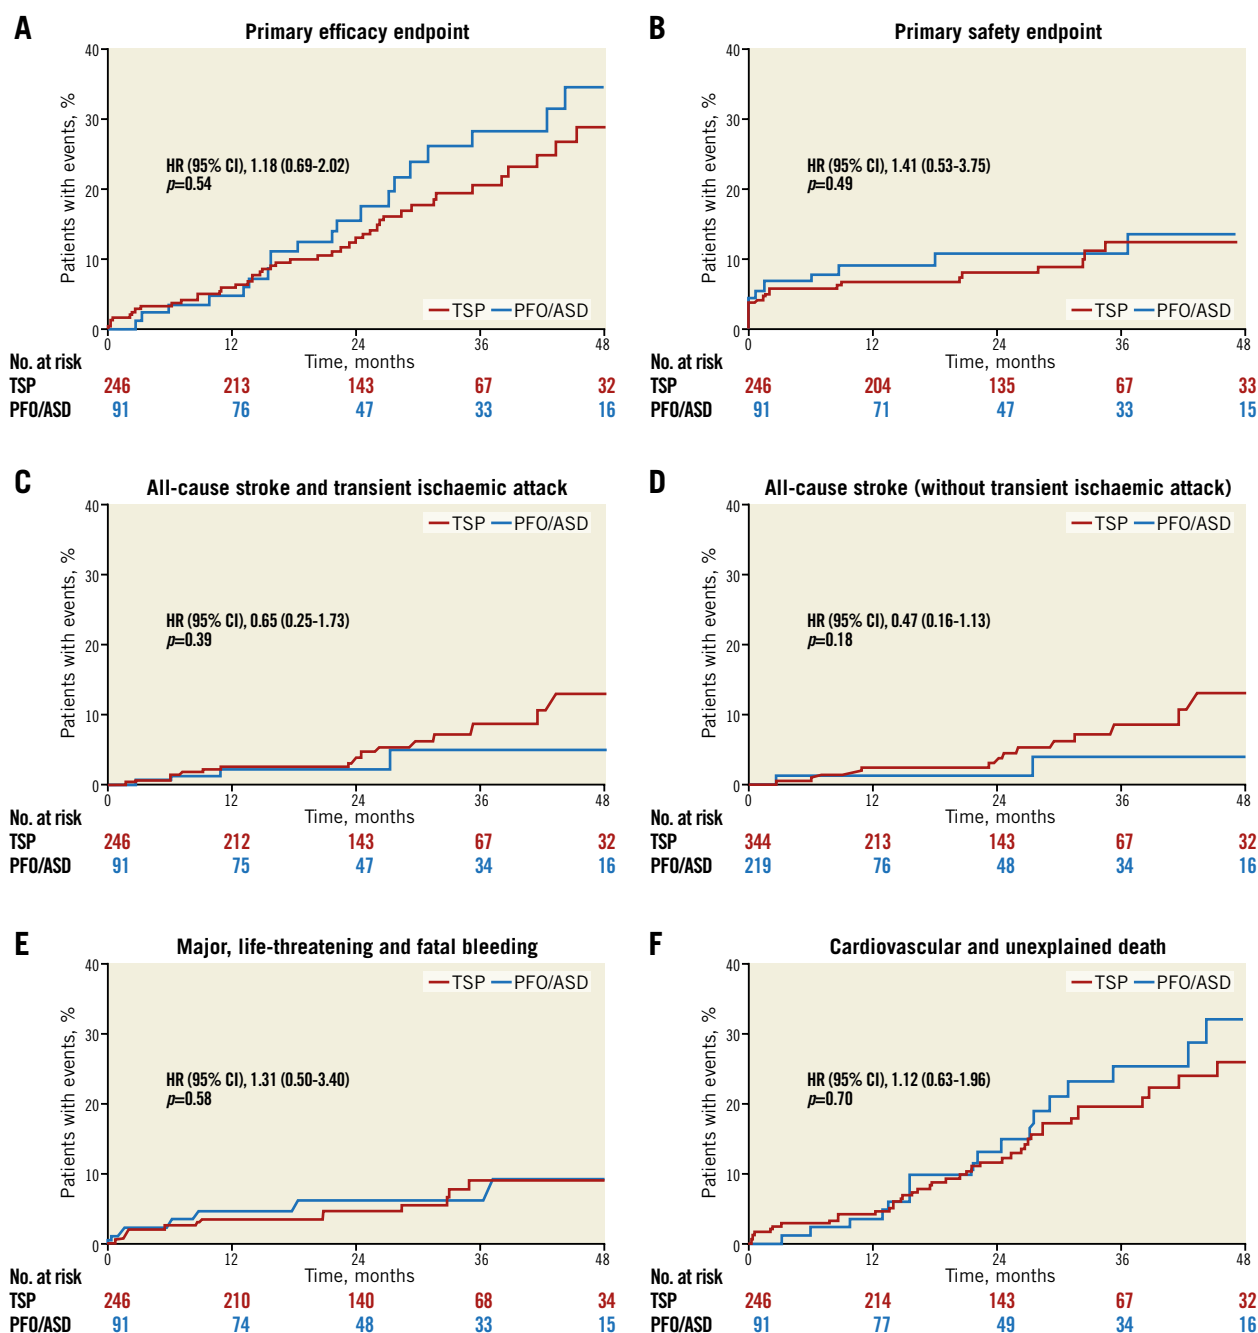 A
Primary efficacy endpoint
Patients with events, %
40
30
20
10
0
HR (95% CI), 1.18 (0.69-2.02)
p=0.54
TSP PFO/ASD
0 12 24 36 48
Time, months
No. at risk
TSP 246 213 143 67 32
PFO/ASD 91 76 47 33 16
B
Primary safety endpoint
Patients with events, %
40
30
20
10
0
HR (95% CI), 1.41 (0.53-3.75)
p=0.49
TSP PFO/ASD
0 12 24 36 48
Time, months
No. at risk
TSP 246 204 135 67 33
PFO/ASD 91 71 47 33 15
C
All-cause stroke and transient ischaemic attack
Patients with events, %
40
30
20
10
0
TSP PFO/ASD
HR (95% CI), 0.65 (0.25-1.73)
p=0.39
0 12 24 36 48
Time, months
No. at risk
TSP 246 212 143 67 32
PFO/ASD 91 75 47 34 16
D
All-cause stroke (without transient ischaemic attack)
Patients with events, %
40
30
20
10
0
TSP PFO/ASD
HR (95% CI), 0.47 (0.16-1.13)
p=0.18
0 12 24 36 48
Time, months
No. at risk
TSP 344 213 143 67 32
PFO/ASD 219 76 48 34 16
E
Major, life-threatening and fatal bleeding
Patients with events, %
40
30
20
10
0
TSP PFO/ASD
HR (95% CI), 1.31 (0.50-3.40)
p=0.58
0 12 24 36 48
Time, months
No. at risk
TSP 246 210 140 68 34
PFO/ASD 91 74 48 33 15
F
Cardiovascular and unexplained death
Patients with events, %
40
30
20
10
0
TSP PFO/ASD
HR (95% CI), 1.12 (0.63-1.96)
p=0.70
0 12 24 36 48
Time, months
No. at risk
TSP 246 214 143 67 32
PFO/ASD 91 77 49 34 16